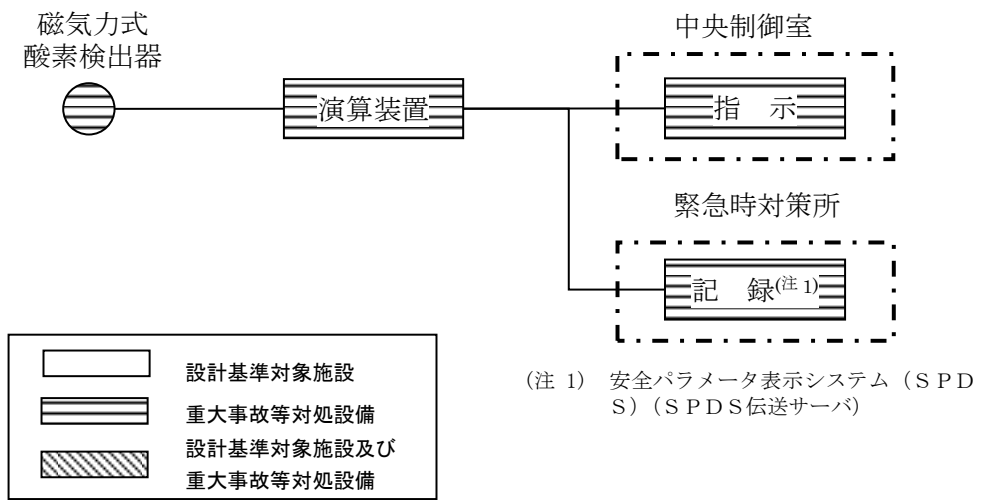 磁気力式
酸素検出器
演算装置
中央制御室
指　示
緊急時対策所
記　録(注 1)
設計基準対象施設
重大事故等対処設備
設計基準対象施設及び
重大事故等対処設備
(注 1)　安全パラメータ表示システム（ＳＰＤ
Ｓ）（ＳＰＤＳ伝送サーバ）